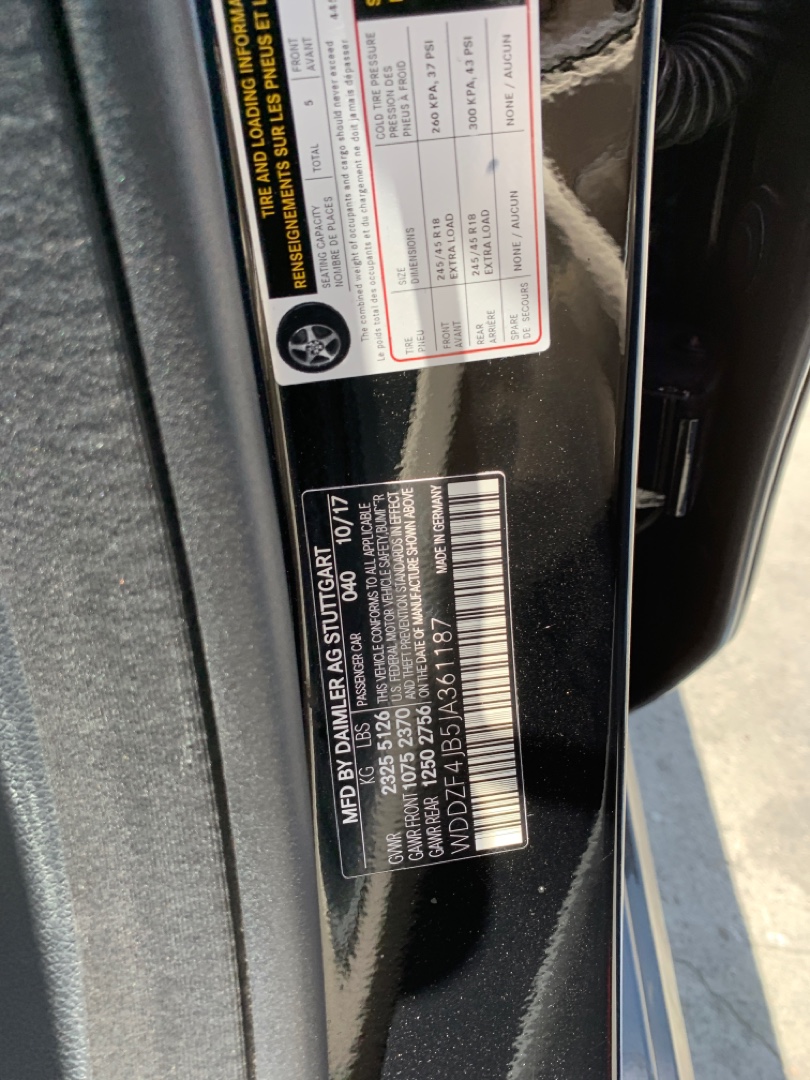 TIRE AND LOADING INFORMA
RENSEIGNEMENTS SUR LES PNEUS ET L
SEATING CAPACITY
NOMBRE DE PLACES
TOTAL 5
FRONT
AVANT
The combined weight of occupants and cargo should never exceed
Le poids total des occupants et du chargement ne doit jamais dépasser
TIRE
PNEU
SIZE
DIMENSIONS
COLD TIRE PRESSURE
PRESSION DES
PNEUS À FROID
FRONT
AVANT
245/45 R18
EXTRA LOAD
260 KPA, 37 PSI
REAR
ARRIÈRE
245/45 R18
EXTRA LOAD
300 KPA, 43 PSI
SPARE
DE SECOURS
NONE / AUCUN
NONE / AUCUN
MFD BY DAIMLER AG STUTTGART
KG LBS PASSENGER CAR 040 10/17
GVWR 2325 5126 THIS VEHICLE CONFORMS TO ALL APPLICABLE
U.S. FEDERAL MOTOR VEHICLE SAFETY, BUMPER
GAWR FRONT 1075 2370 AND THEFT PREVENTION STANDARDS IN EFFECT
GAWR REAR 1250 2756 ON THE DATE OF MANUFACTURE SHOWN ABOVE
WDDZF4JB5JA361187 MADE IN GERMANY